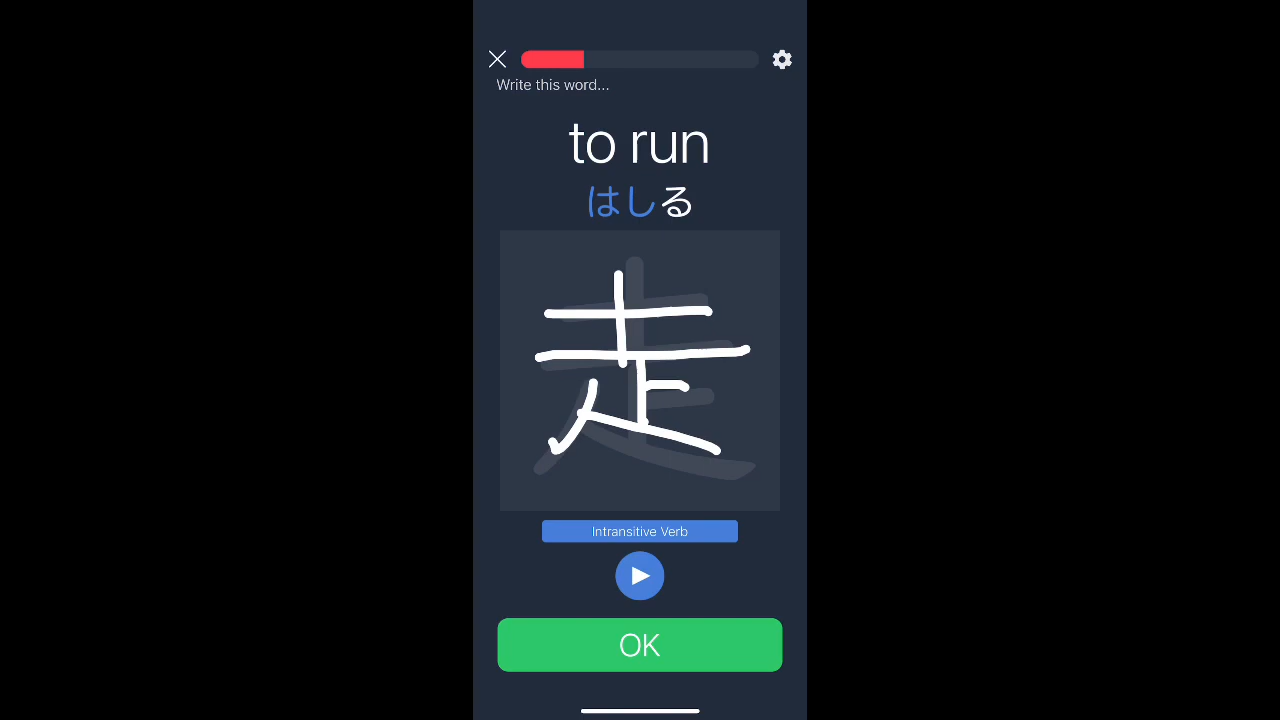 Write this word...
to run
はしる
走
Intransitive Verb
OK